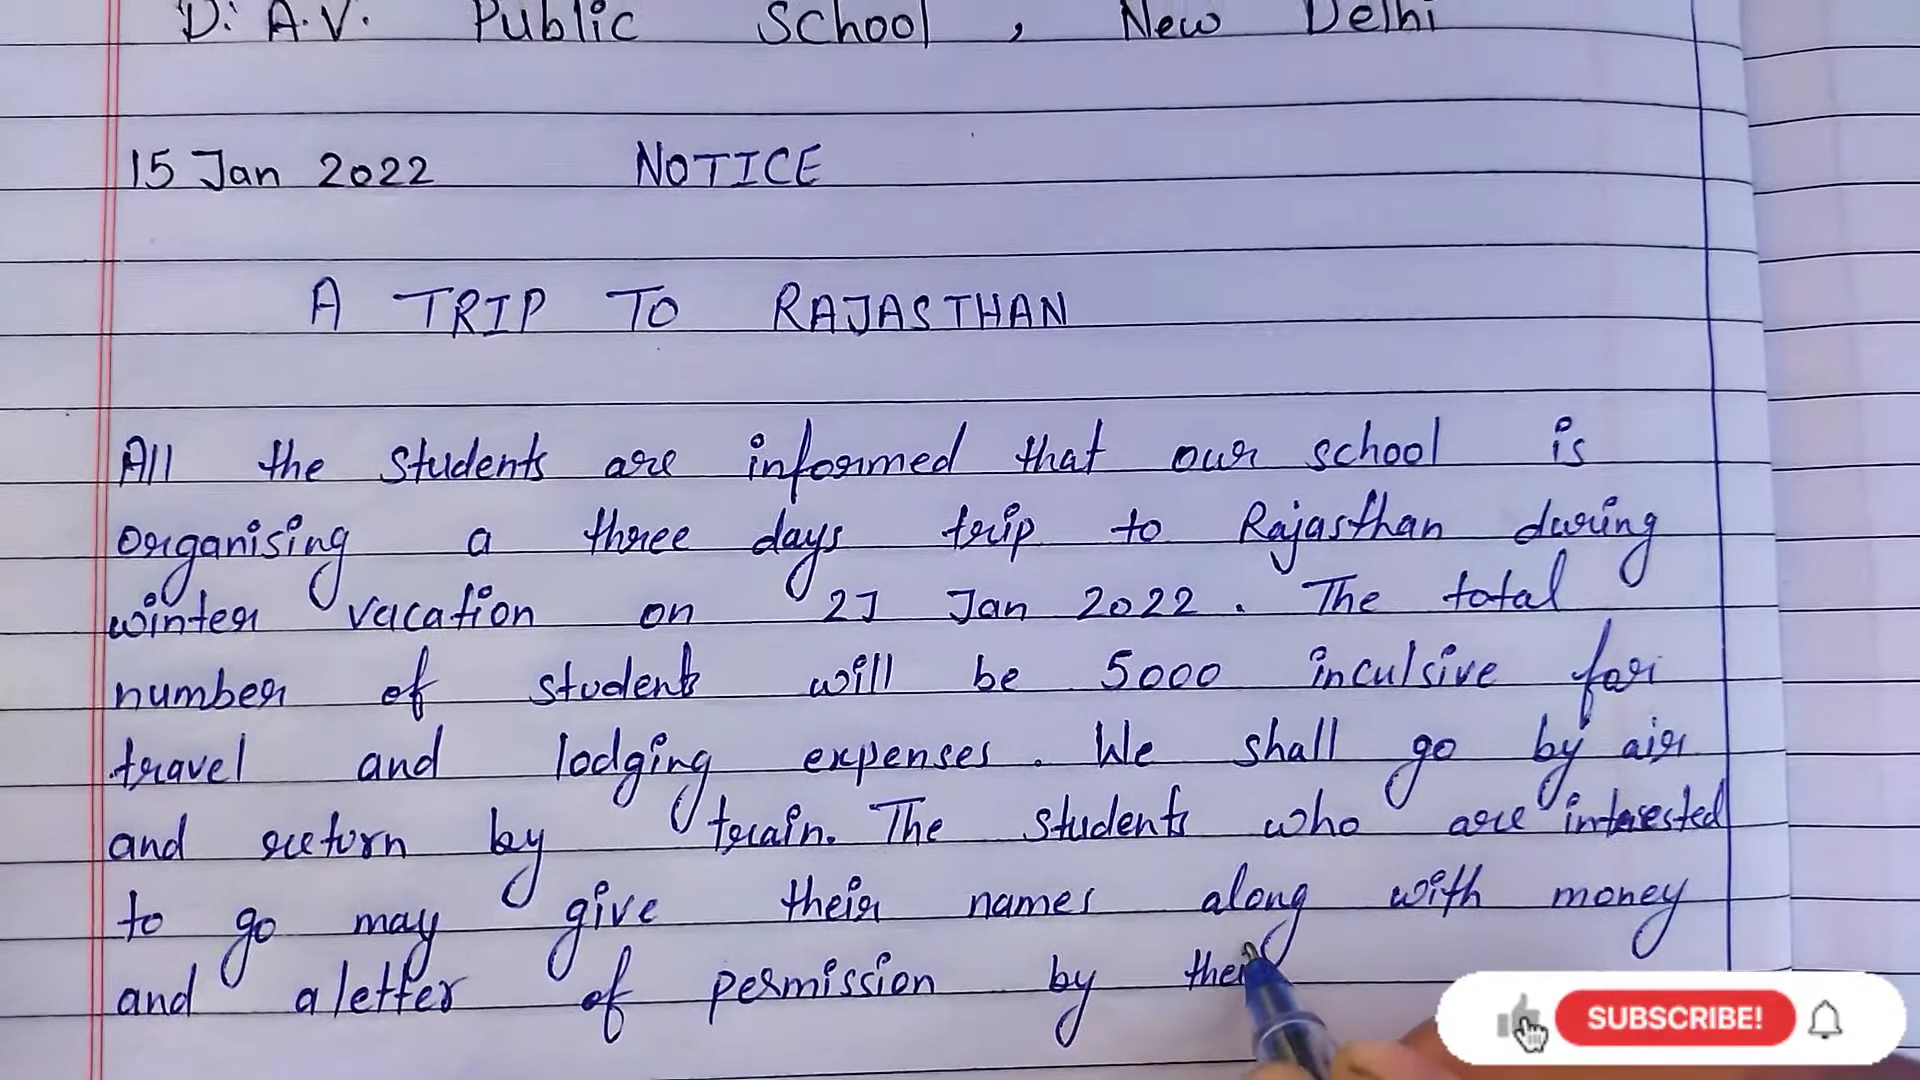 D. A.V. Public School, New Delhi
15 Jan 2022 NOTICE
A TRIP TO RAJASTHAN
All the students are informed that our school is
organising a three days trip to Rajasthan during
winter vacation on 21 Jan 2022. The total
number of students will be 5000 inculsive for
travel and lodging expenses. We shall go by air
and return by train. The students who are interested
to go may give their names along with money
and a letter of permission by thei
SUBSCRIBE!